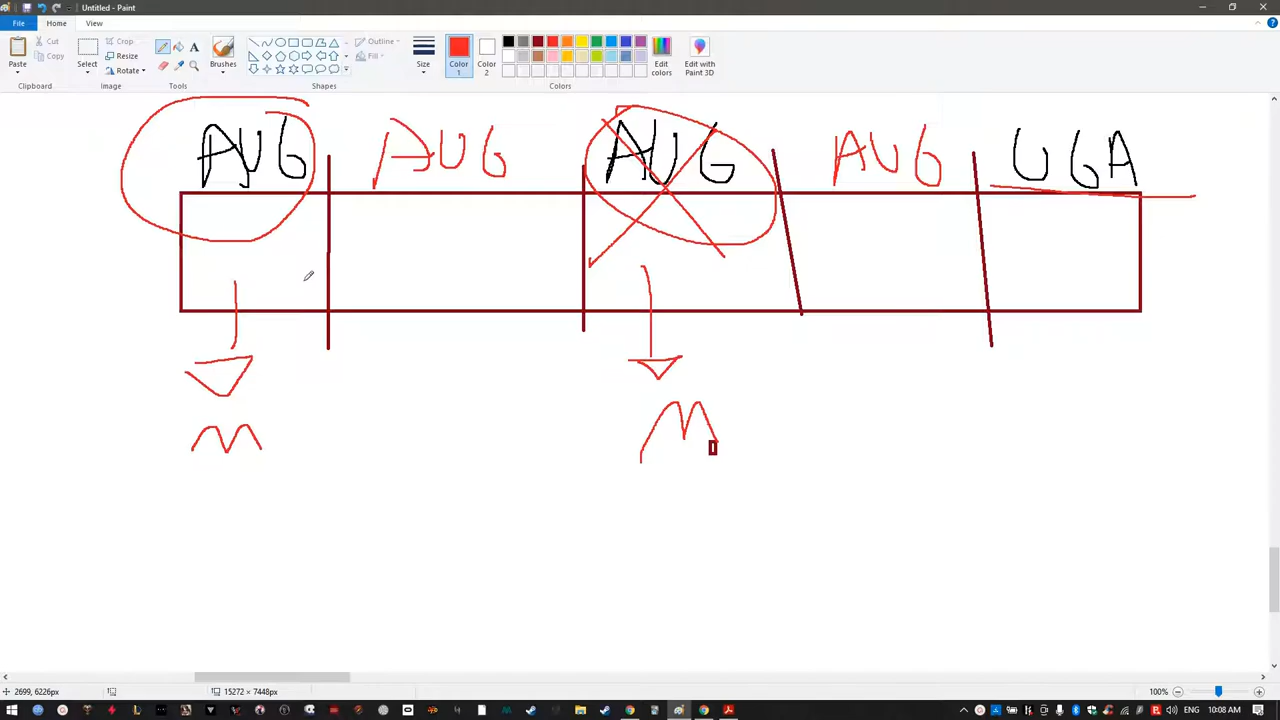 Untitled - Paint
File Home View
Paste
Cut
Copy
Clipboard
Select
Crop
Resize
Rotate
Image
A
Tools
Brushes
Outline
Fill
Shapes
Size
Color 1
Color 2
Edit colors
Edit with Paint 3D
Colors
AUG AUG AUG AUG UGA
M M
2699, 6226px
15272 × 7448px
100%
ENG 10:08 AM